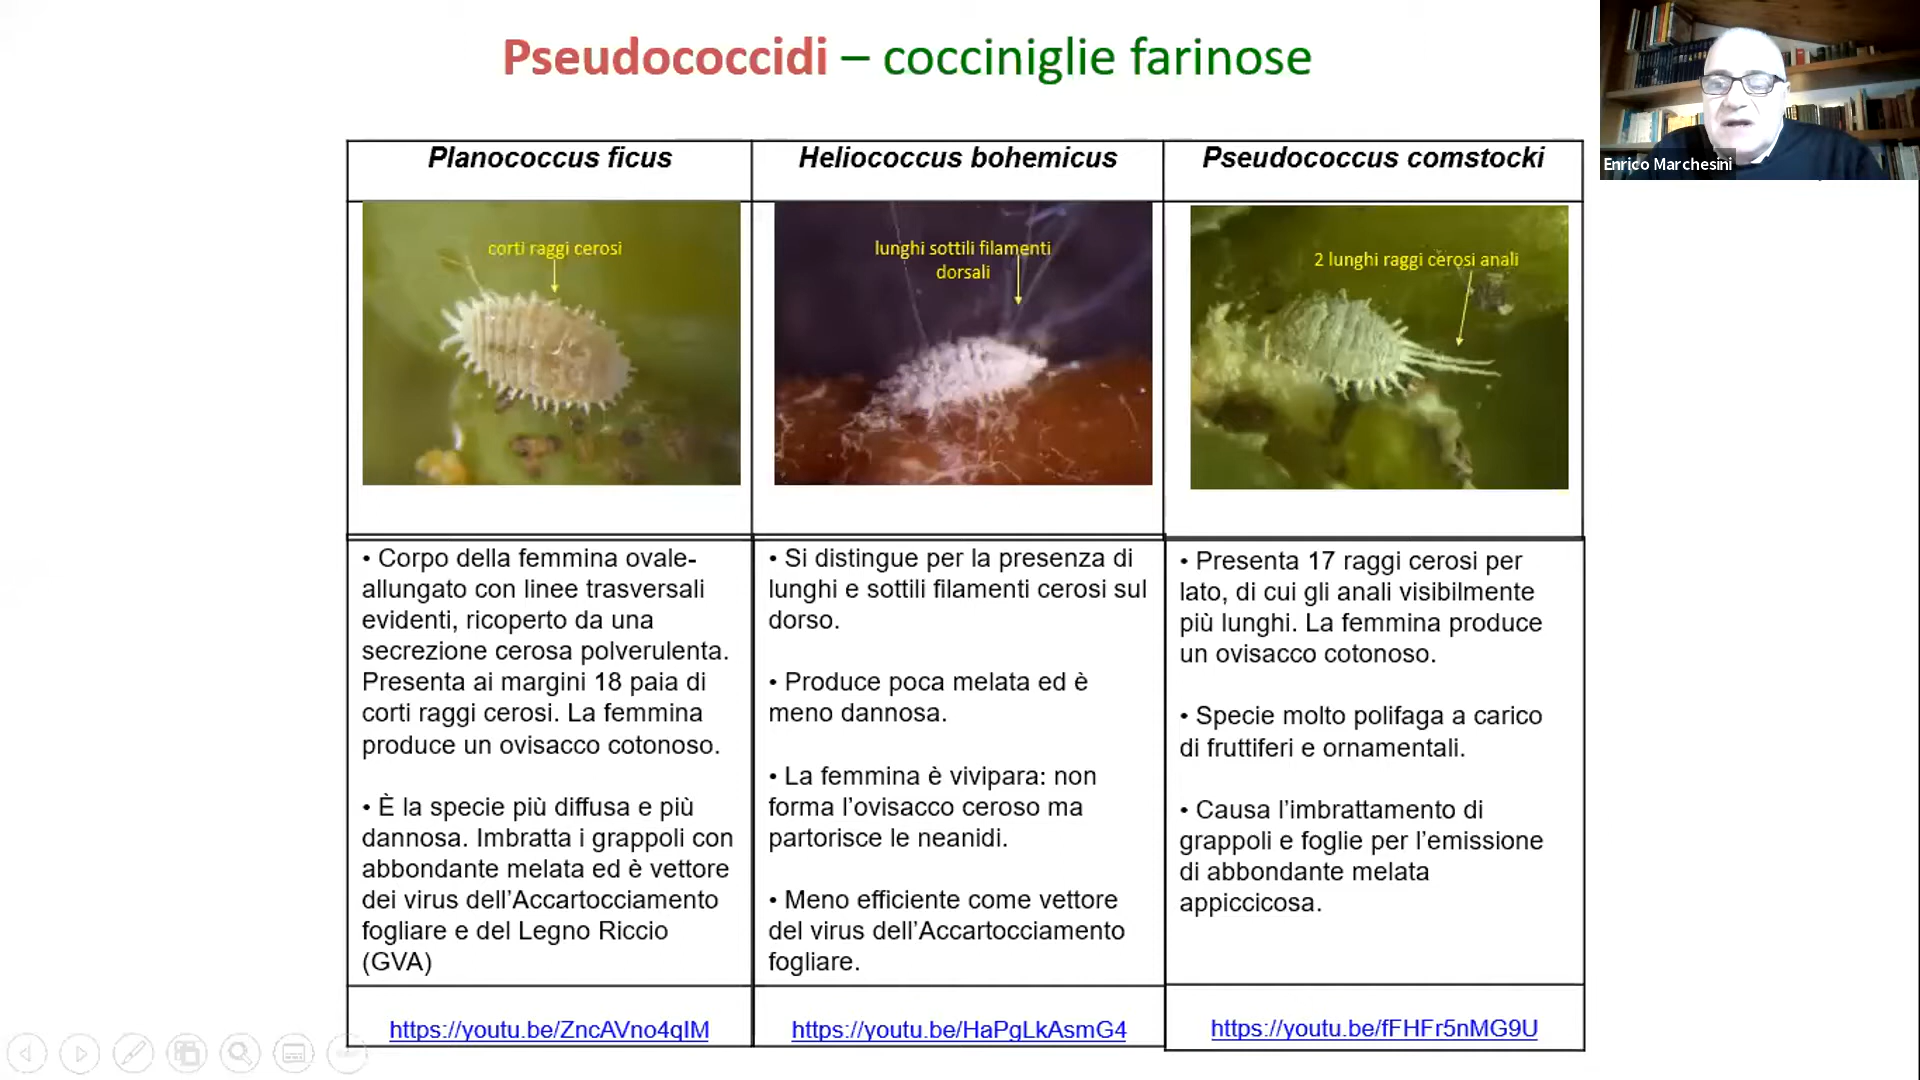 Pseudococcidi – cocciniglie farinose
Enrico Marchesini
Planococcus ficus
Heliococcus bohemicus
Pseudococcus comstocki
corti raggi cerosi
lunghi sottili filamenti
dorsali
2 lunghi raggi cerosi anali
• Corpo della femmina ovale-
allungato con linee trasversali
evidenti, ricoperto da una
secrezione cerosa polverulenta.
Presenta ai margini 18 paia di
corti raggi cerosi. La femmina
produce un ovisacco cotonoso.
• È la specie più diffusa e più
dannosa. Imbratta i grappoli con
abbondante melata ed è vettore
dei virus dell’Accartocciamento
fogliare e del Legno Riccio
(GVA)
• Si distingue per la presenza di
lunghi e sottili filamenti cerosi sul
dorso.
• Produce poca melata ed è
meno dannosa.
• La femmina è vivipara: non
forma l’ovisacco ceroso ma
partorisce le neanidi.
• Meno efficiente come vettore
del virus dell’Accartocciamento
fogliare.
• Presenta 17 raggi cerosi per
lato, di cui gli anali visibilmente
più lunghi. La femmina produce
un ovisacco cotonoso.
• Specie molto polifaga a carico
di fruttiferi e ornamentali.
• Causa l’imbrattamento di
grappoli e foglie per l’emissione
di abbondante melata
appiccicosa.
https://youtu.be/ZncAVno4qIM
https://youtu.be/HaPgLkAsmG4
https://youtu.be/fFHFr5nMG9U